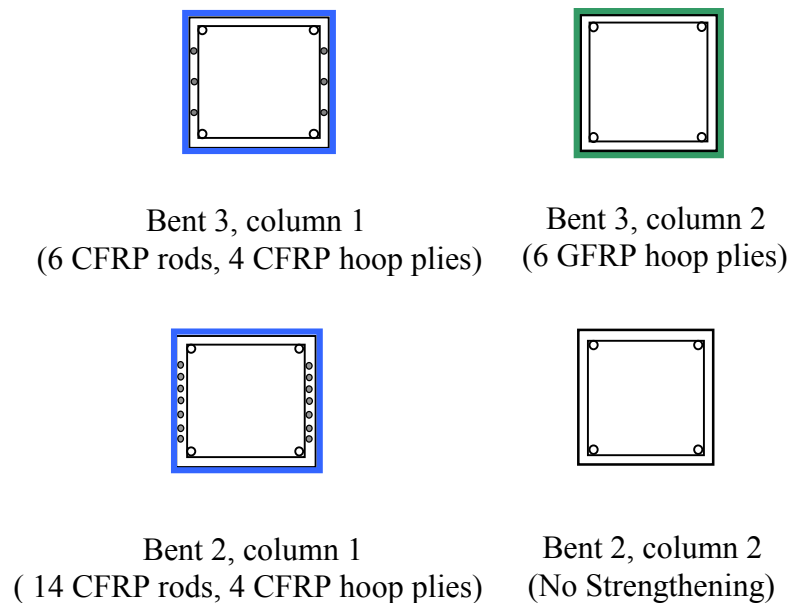 Bent 3, column 1
(6 CFRP rods, 4 CFRP hoop plies)
Bent 3, column 2
(6 GFRP hoop plies)
Bent 2, column 1
( 14 CFRP rods, 4 CFRP hoop plies)
Bent 2, column 2
(No Strengthening)